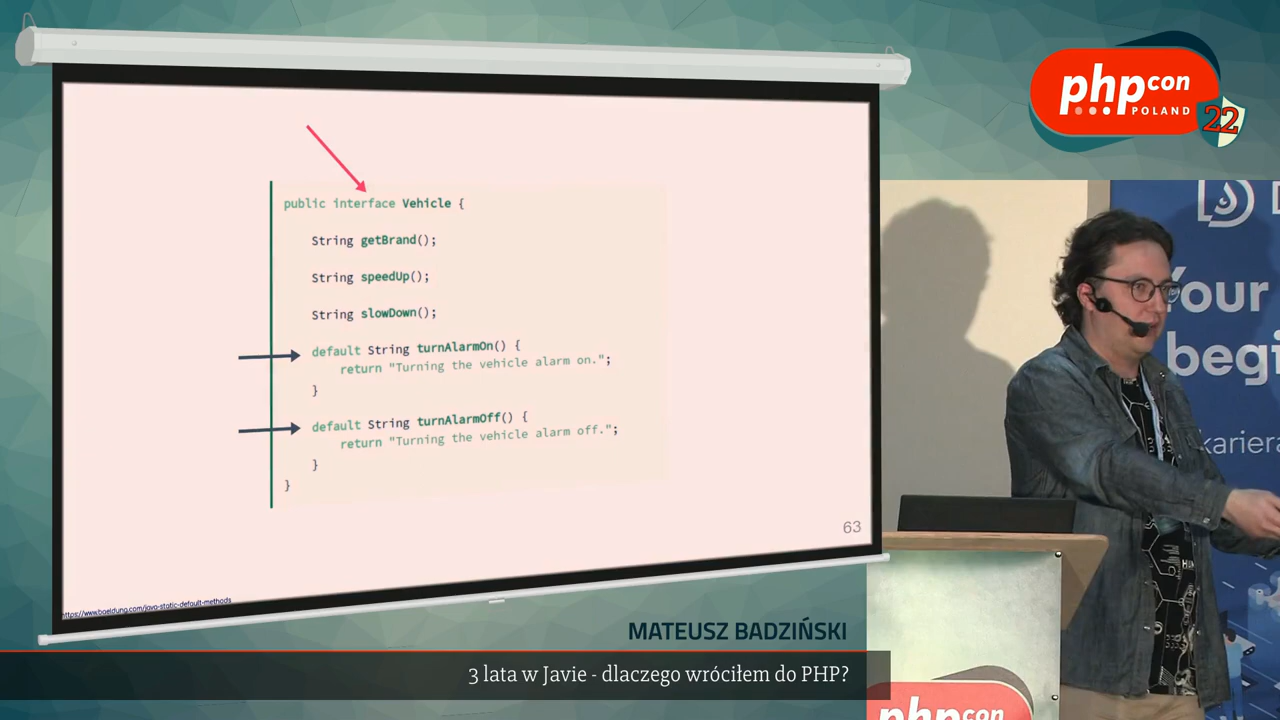 php con
POLAND
22
public interface Vehicle {
String getBrand();
String speedUp();
String slowDown();
default String turnAlarmOn() {
return "Turning the vehicle alarm on.";
}
default String turnAlarmOff() {
return "Turning the vehicle alarm off.";
}
}
63
https://www.baeldung.com/java-static-default-methods
Your
begi
kariera
MATEUSZ BADZIŃSKI
3 lata w Javie - dlaczego wróciłem do PHP?
php con